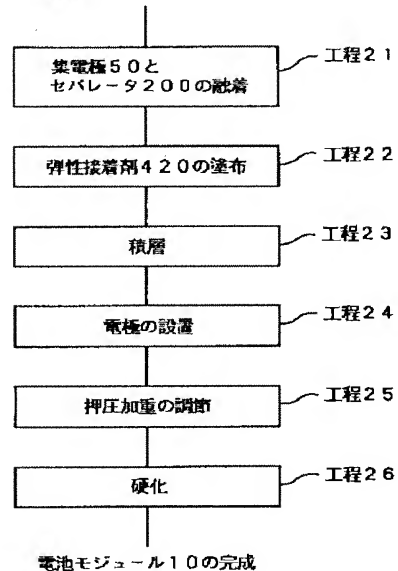 集電極50と
セパレータ200の融着
工程21
弾性接着剤420の塗布
工程22
積層
工程23
電極の設置
工程24
押圧加重の調節
工程25
硬化
工程26
電池モジュール10の完成